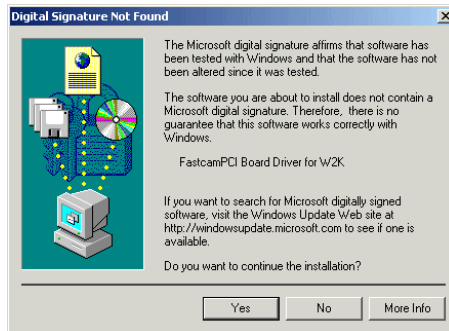 Digital Signature Not Found
The Microsoft digital signature affirms that software has
been tested with Windows and that the software has not
been altered since it was tested.
The software you are about to install does not contain a
Microsoft digital signature. Therefore, there is no
guarantee that this software works correctly with
Windows.
FastcamPCI Board Driver for W2K
If you want to search for Microsoft digitally signed
software, visit the Windows Update Web site at
http://windowsupdate.microsoft.com to see if one is
available.
Do you want to continue the installation?
Yes No More Info